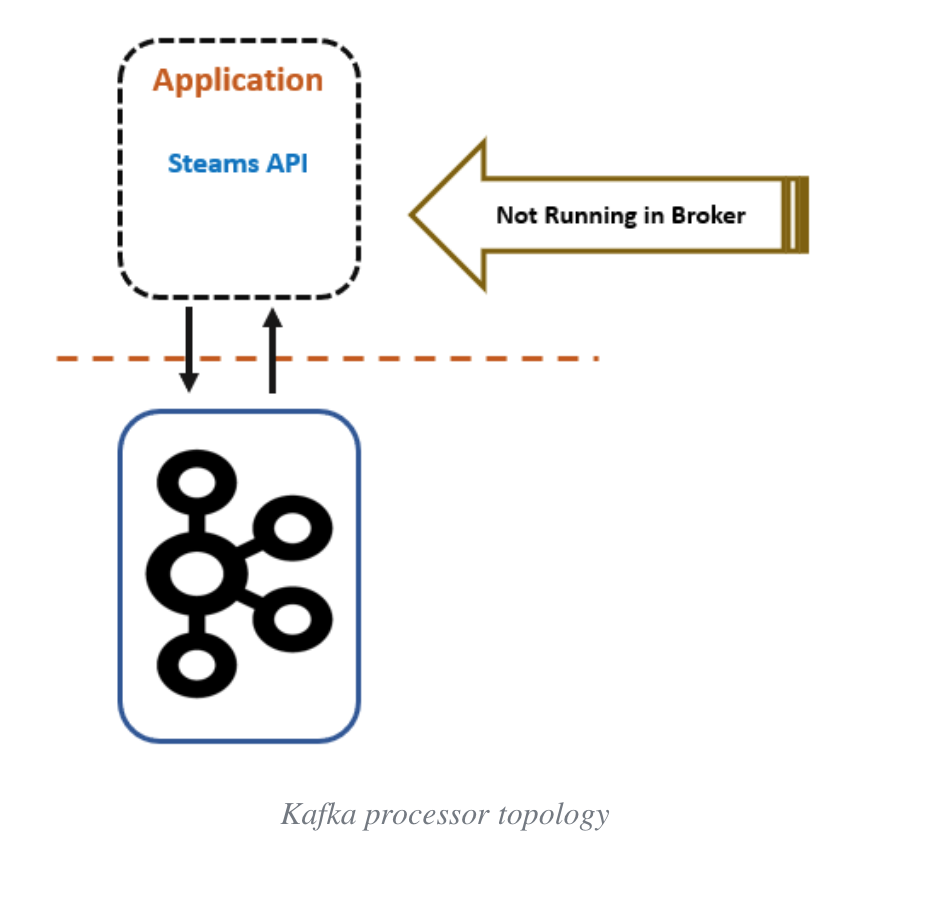 Application
Steams API
Not Running in Broker
Kafka processor topology